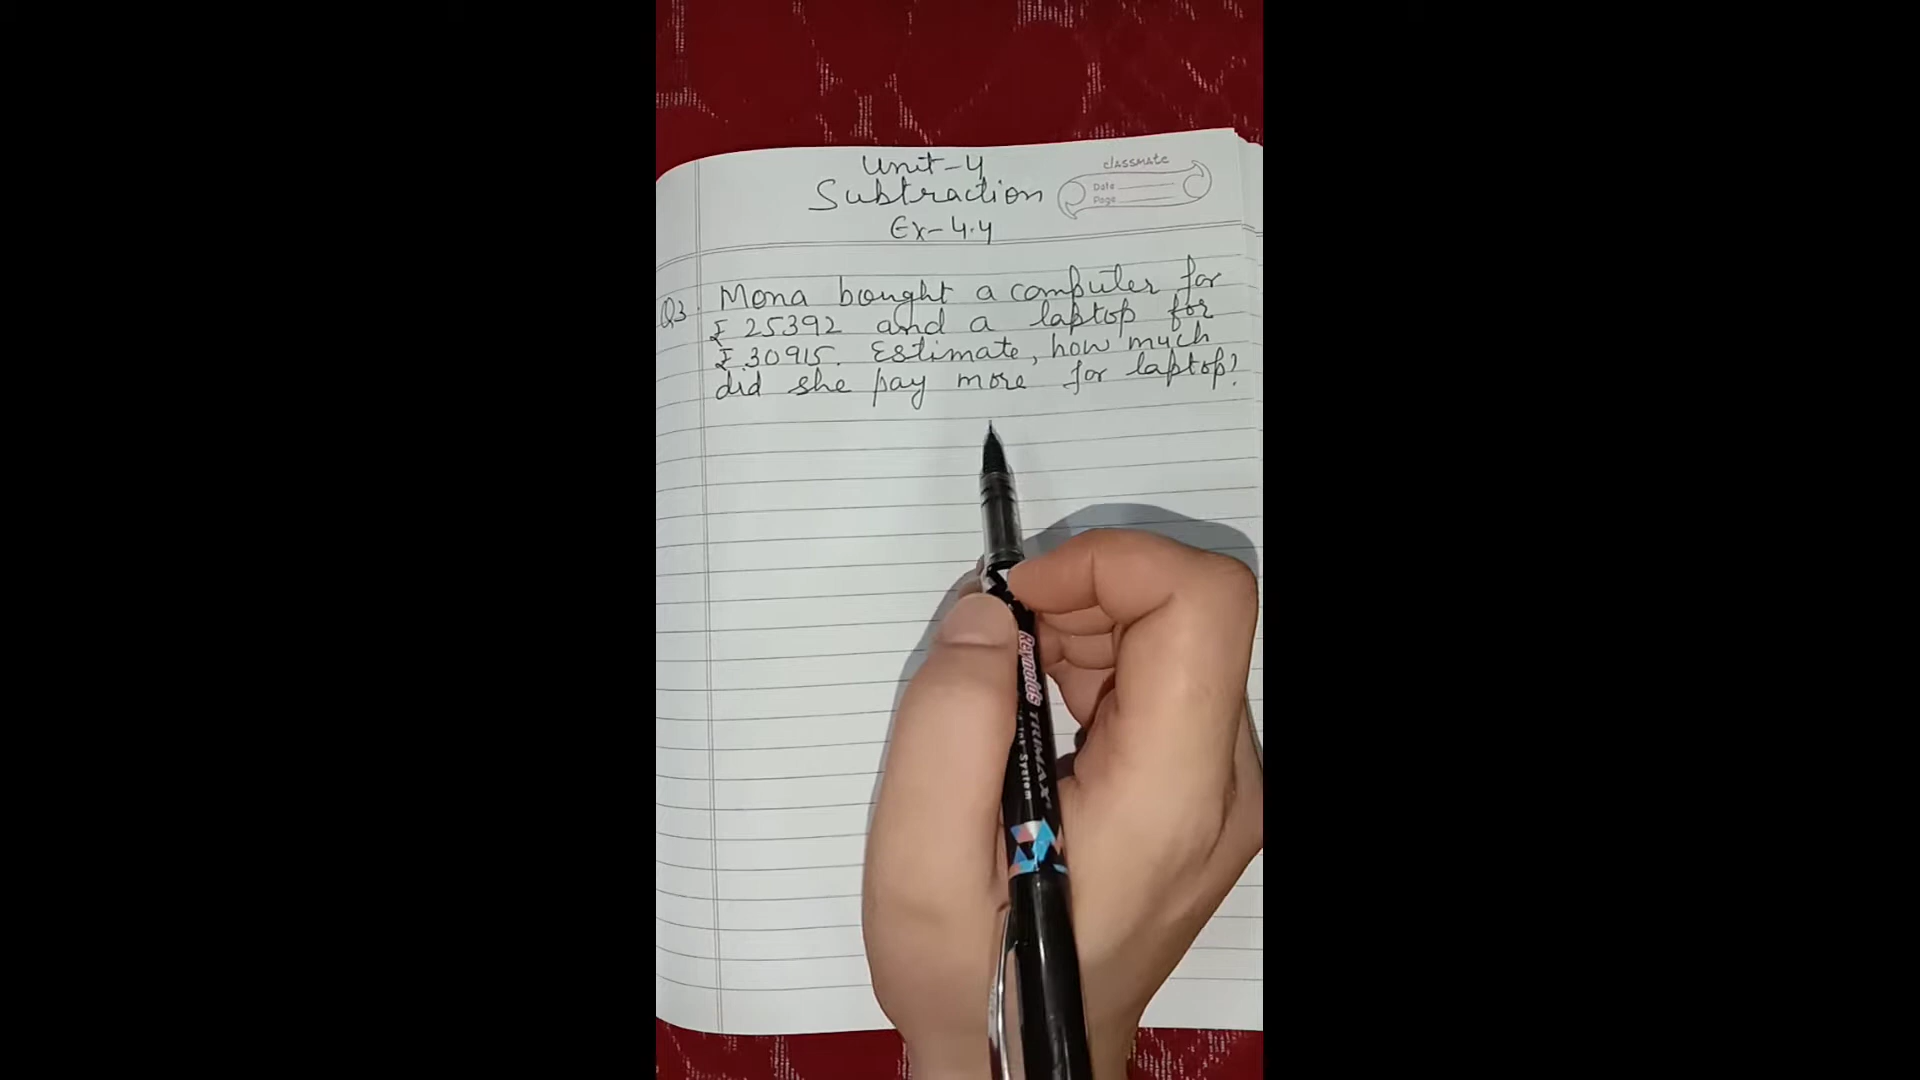 Unit-4
Subtraction
Ex-4.4
classmate
Date
Page
Q3. Mona bought a computer for
₹ 25392 and a laptop for
₹ 30915. Estimate, how much
did she pay more for laptop?
Reynolds TRIMAX
System